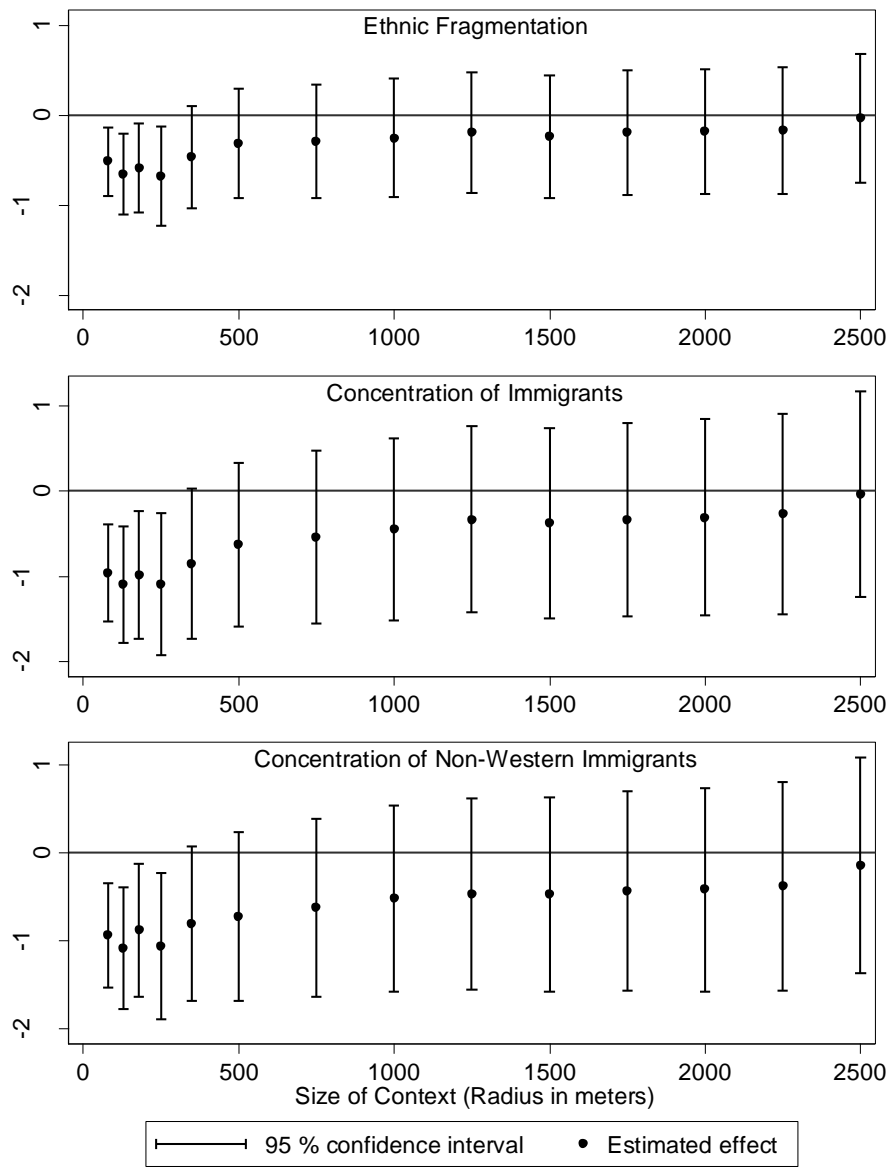 Ethnic Fragmentation
1
0
-1
-2
0 500 1000 1500 2000 2500
Concentration of Immigrants
1
0
-1
-2
0 500 1000 1500 2000 2500
Concentration of Non-Western Immigrants
1
0
-1
-2
0 500 1000 1500 2000 2500
Size of Context (Radius in meters)
95 % confidence interval Estimated effect